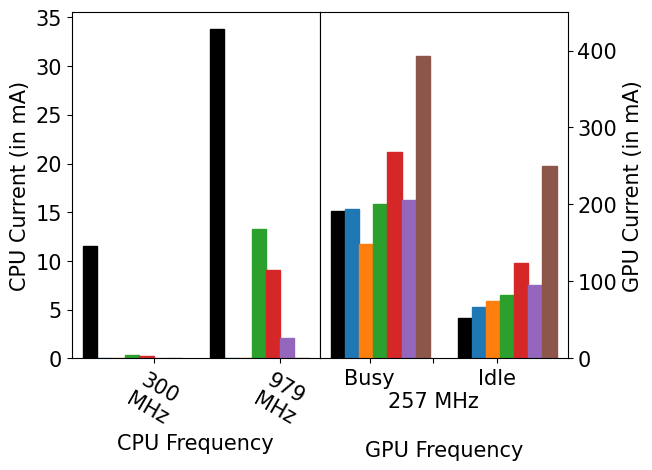 CPU Current (in mA)
35
30
25
20
15
10
5
0
400
300
200
100
0
GPU Current (in mA)
300
MHz
979
MHz
Busy
Idle
257 MHz
CPU Frequency
GPU Frequency